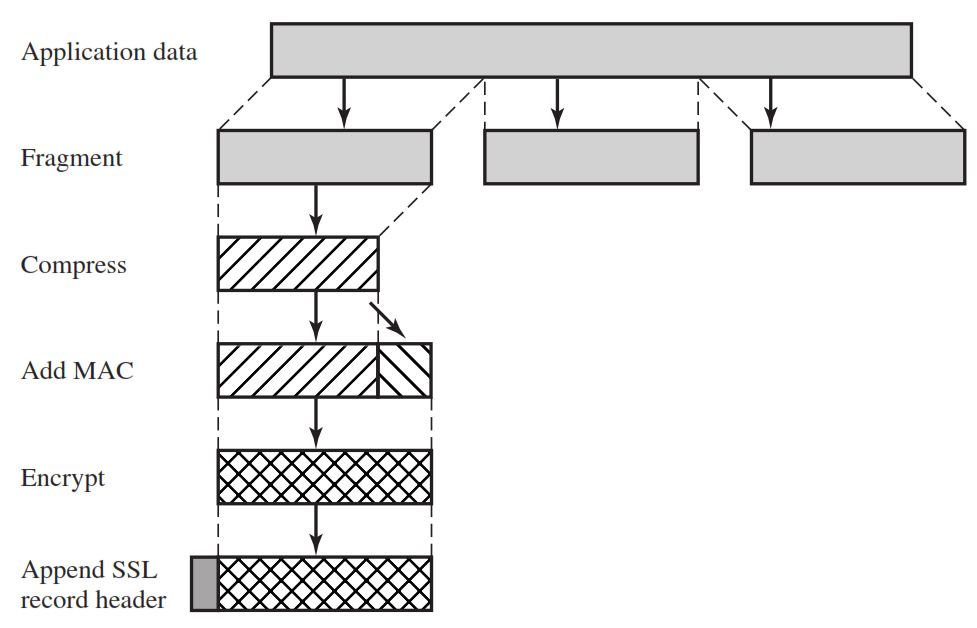 Application data
Fragment
Compress
Add MAC
Encrypt
Append SSL
record header